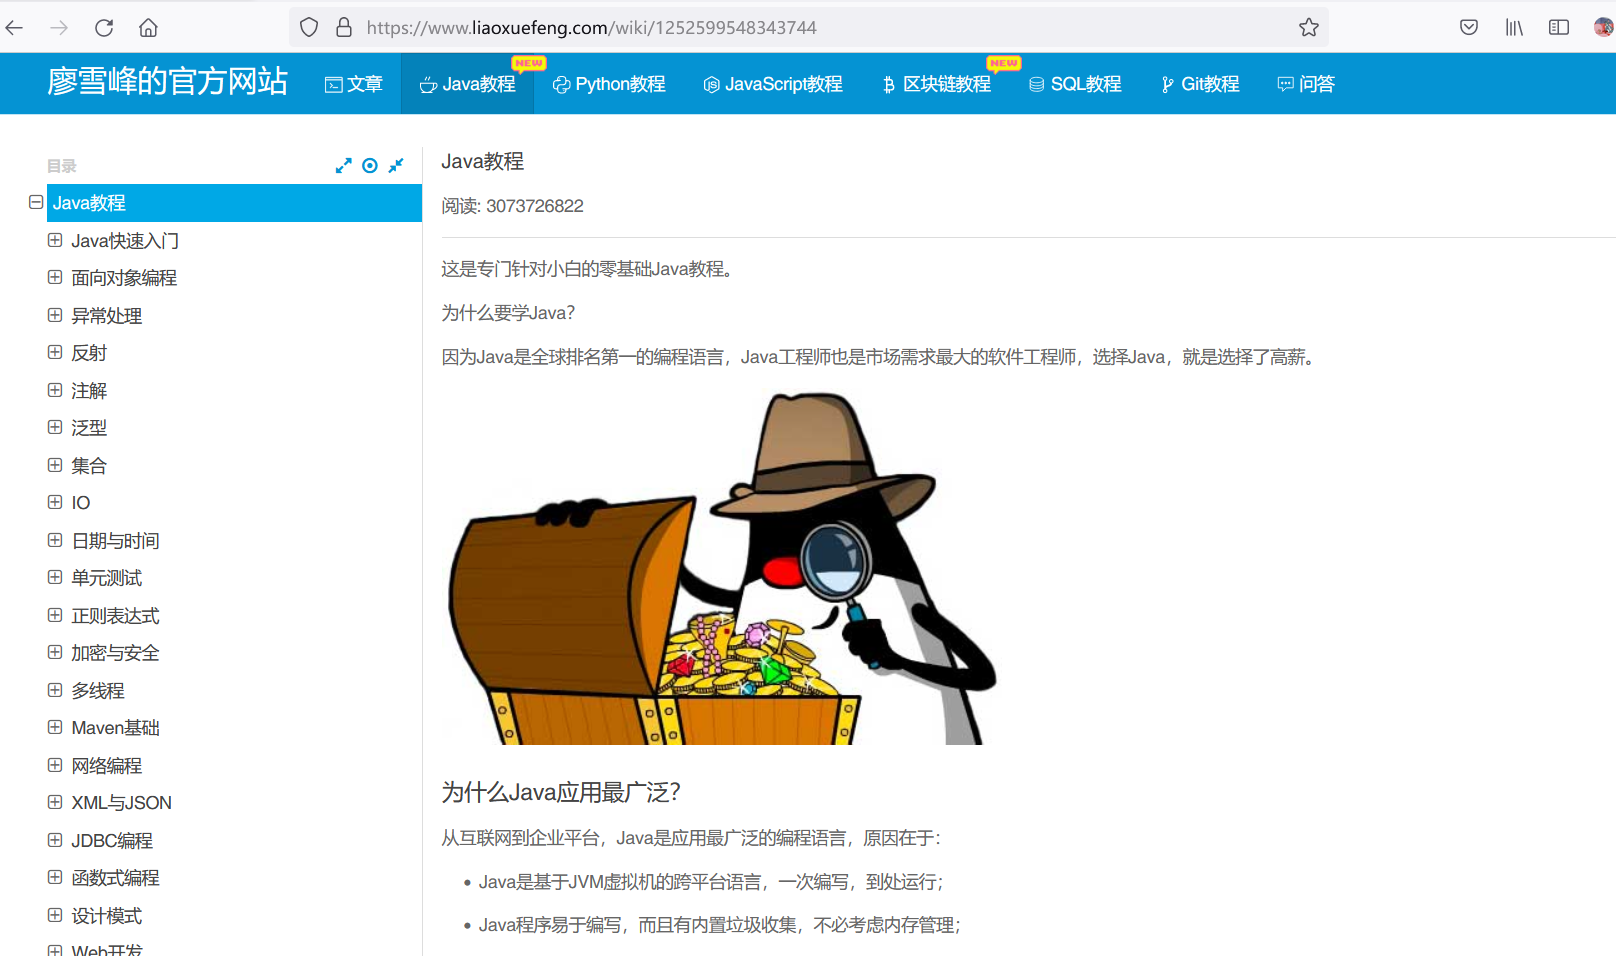 https://www.liaoxuefeng.com/wiki/1252599548343744
廖雪峰的官方网站 文章 Java教程 NEW Python教程 JavaScript教程 区块链教程 NEW SQL教程 Git教程 问答
目录
Java教程
Java快速入门
面向对象编程
异常处理
反射
注解
泛型
集合
IO
日期与时间
单元测试
正则表达式
加密与安全
多线程
Maven基础
网络编程
XML与JSON
JDBC编程
函数式编程
设计模式
Web开发
Java教程
阅读: 3073726822
这是专门针对小白的零基础Java教程。
为什么要学Java？
因为Java是全球排名第一的编程语言，Java工程师也是市场需求最大的软件工程师，选择Java，就是选择了高薪。
为什么Java应用最广泛？
从互联网到企业平台，Java是应用最广泛的编程语言，原因在于：
• Java是基于JVM虚拟机的跨平台语言，一次编写，到处运行；
• Java程序易于编写，而且有内置垃圾收集，不必考虑内存管理；